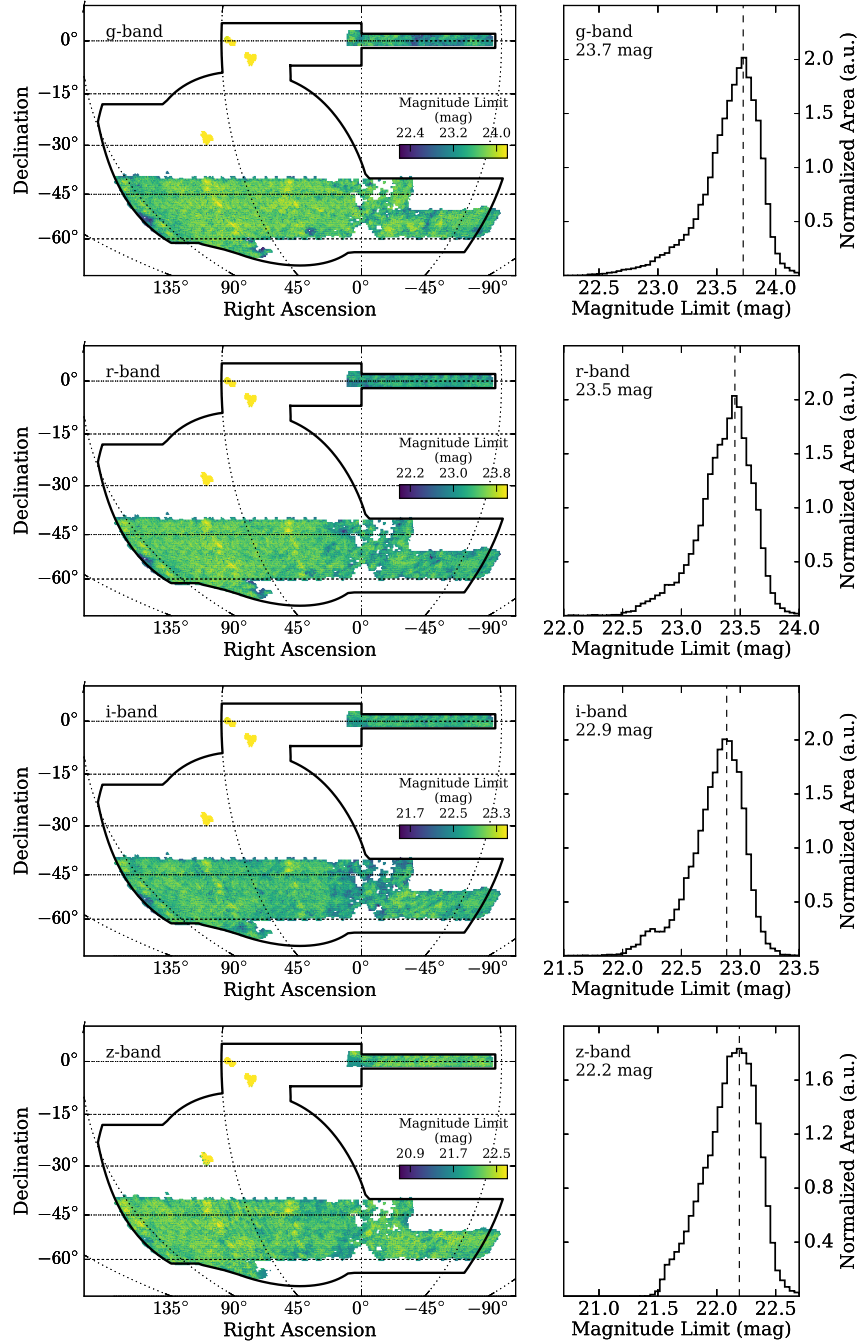 g-band
Magnitude Limit
(mag)
22.4 23.2 24.0
0°
−15°
−30°
−45°
−60°
Declination
135° 90° 45° 0° −45° −90°
Right Ascension
g-band
23.7 mag
2.0
1.5
1.0
0.5
Normalized Area (a.u.)
22.5 23.0 23.5 24.0
Magnitude Limit (mag)
r-band
Magnitude Limit
(mag)
22.2 23.0 23.8
0°
−15°
−30°
−45°
−60°
Declination
135° 90° 45° 0° −45° −90°
Right Ascension
r-band
23.5 mag
2.0
1.5
1.0
0.5
Normalized Area (a.u.)
22.0 22.5 23.0 23.5 24.0
Magnitude Limit (mag)
i-band
Magnitude Limit
(mag)
21.7 22.5 23.3
0°
−15°
−30°
−45°
−60°
Declination
135° 90° 45° 0° −45° −90°
Right Ascension
i-band
22.9 mag
2.0
1.5
1.0
0.5
Normalized Area (a.u.)
21.5 22.0 22.5 23.0 23.5
Magnitude Limit (mag)
z-band
Magnitude Limit
(mag)
20.9 21.7 22.5
0°
−15°
−30°
−45°
−60°
Declination
135° 90° 45° 0° −45° −90°
Right Ascension
z-band
22.2 mag
1.6
1.2
0.8
0.4
Normalized Area (a.u.)
21.0 21.5 22.0 22.5
Magnitude Limit (mag)